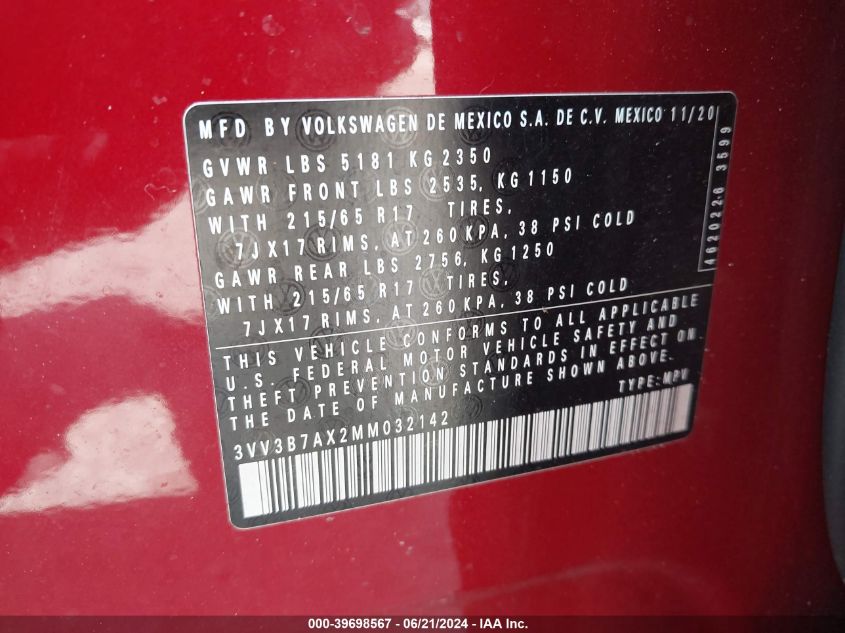 MFD BY VOLKSWAGEN DE MEXICO S.A. DE C.V. MEXICO 11/20
GVWR LBS 5181 KG 2350
GAWR FRONT LBS 2535, KG 1150
WITH 215/65 R17 TIRES,
7JX17 RIMS, AT 260 KPA, 38 PSI COLD
GAWR REAR LBS 2756, KG 1250
WITH 215/65 R17 TIRES,
7JX17 RIMS, AT 260 KPA, 38 PSI COLD
4620226 3599
THIS VEHICLE CONFORMS TO ALL APPLICABLE
U.S. FEDERAL MOTOR VEHICLE SAFETY AND
THEFT PREVENTION STANDARDS IN EFFECT ON
THE DATE OF MANUFACTURE SHOWN ABOVE.
TYPE:MPV
3VV3B7AX2MM032142
000-39698567 - 06/21/2024 - IAA Inc.